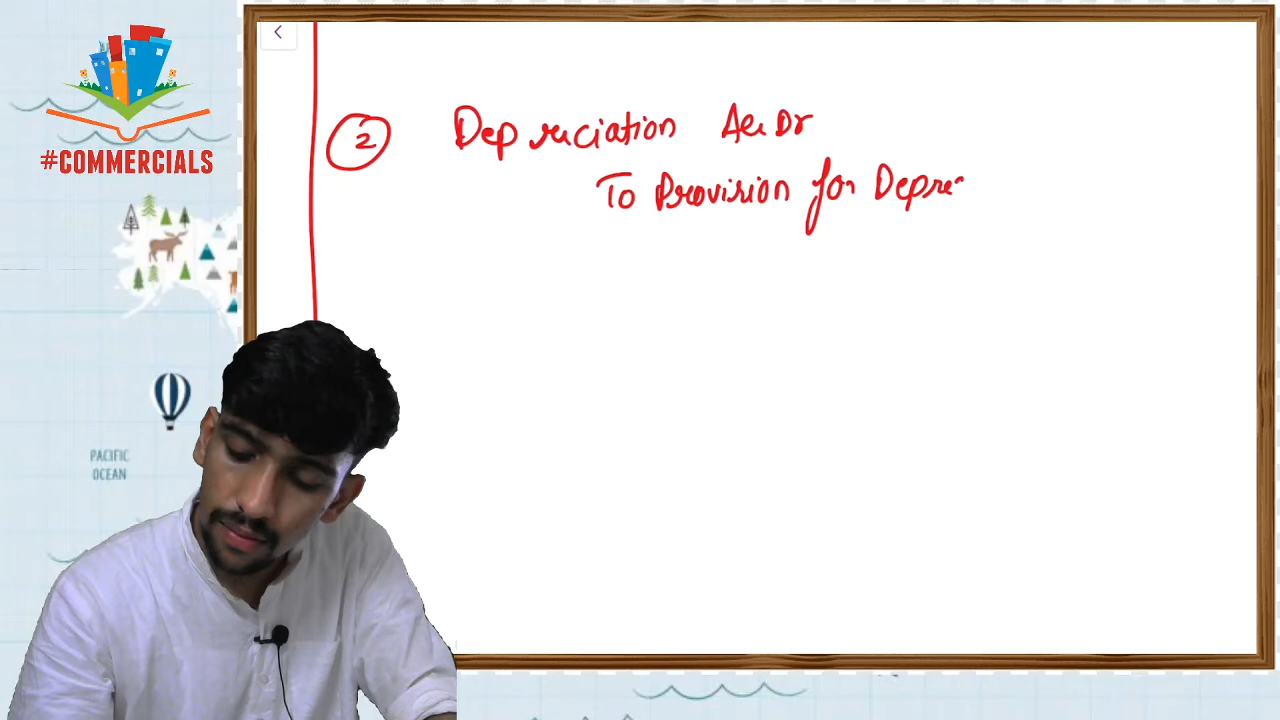 #COMMERCIALS
2 Depreciation A/c Dr
To Provision for Depre
PACIFIC
OCEAN